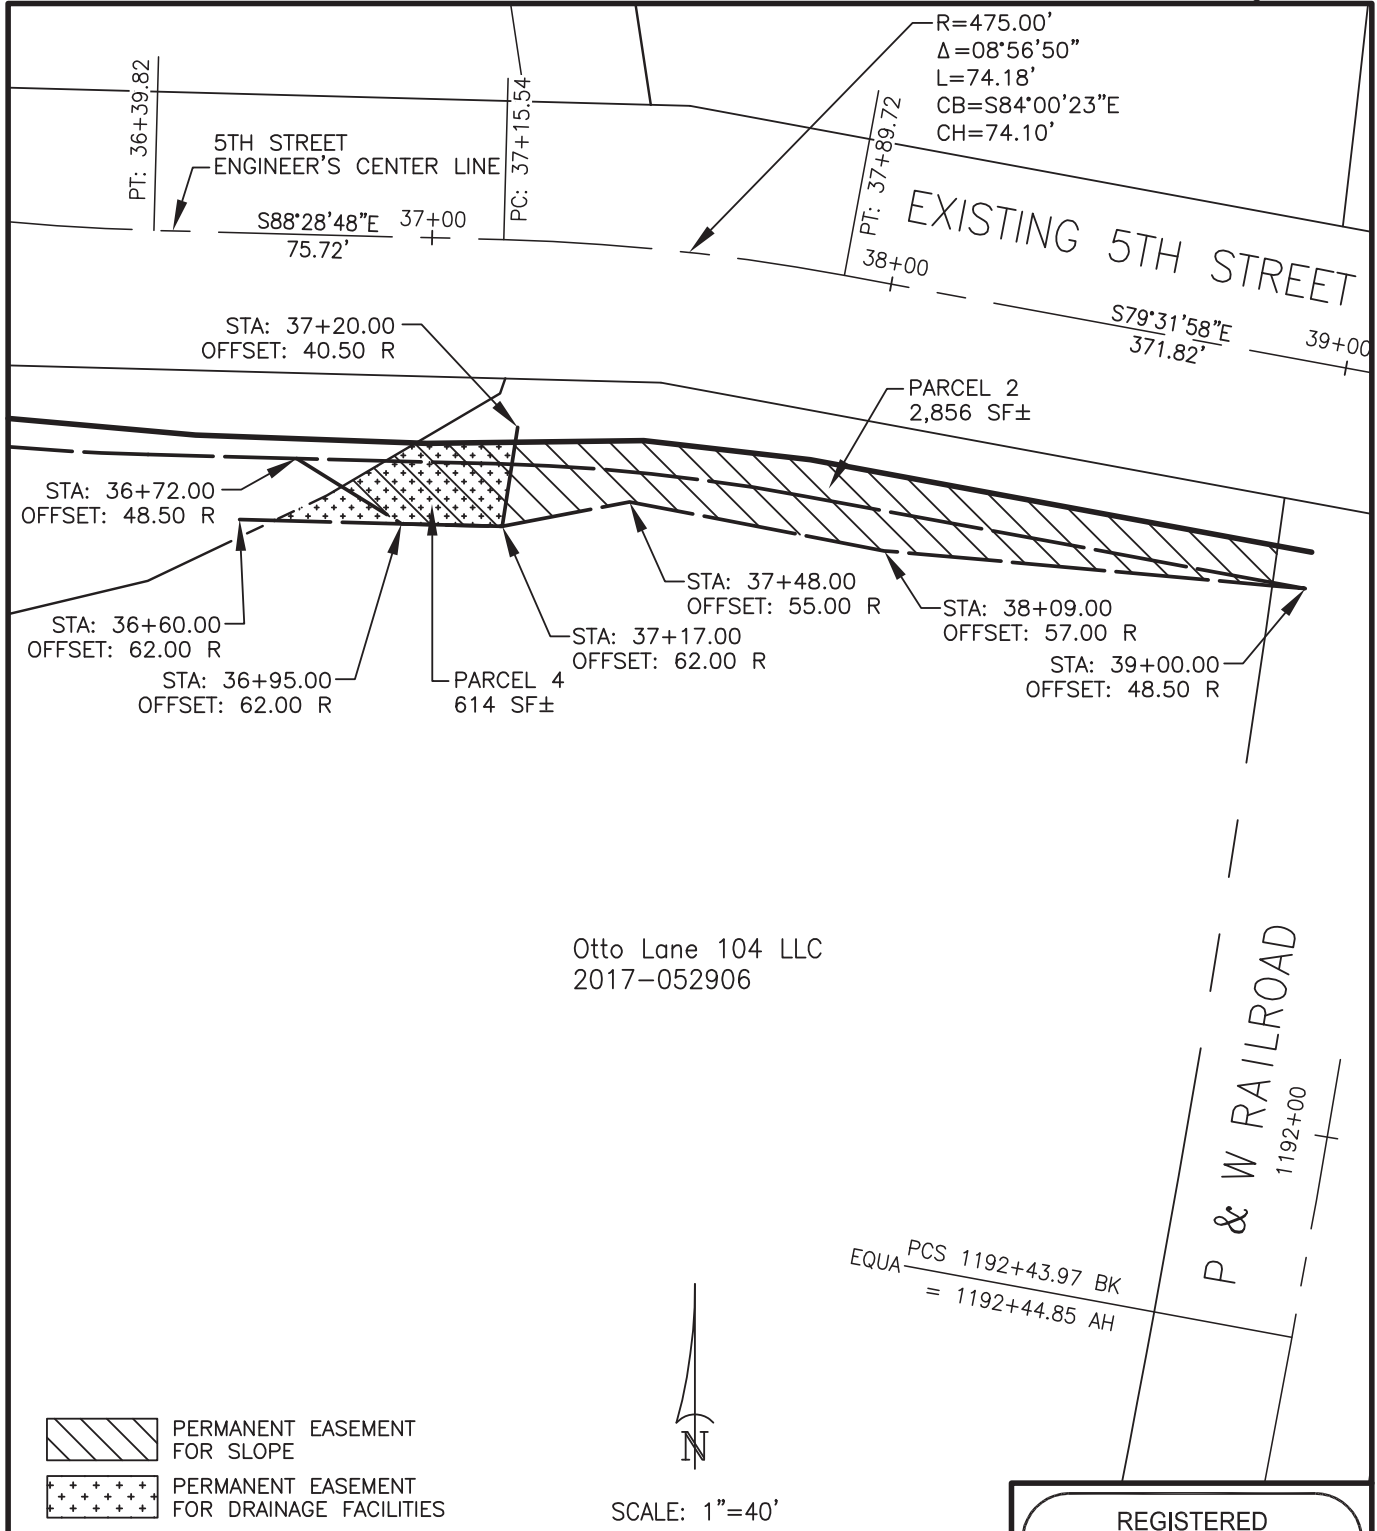 R=475.00'
Δ=08°56'50"
L=74.18'
CB=S84°00'23"E
CH=74.10'
PT: 36+39.82
5TH STREET
ENGINEER'S CENTER LINE
PC: 37+15.54
PT: 37+89.72
S88°28'48"E
75.72'
37+00
EXISTING 5TH STREET
38+00
S79°31'58"E
371.82'
39+00
STA: 37+20.00
OFFSET: 40.50 R
PARCEL 2
2,856 SF±
STA: 36+72.00
OFFSET: 48.50 R
STA: 37+48.00
OFFSET: 55.00 R
STA: 38+09.00
OFFSET: 57.00 R
STA: 36+60.00
OFFSET: 62.00 R
STA: 37+17.00
OFFSET: 62.00 R
STA: 39+00.00
OFFSET: 48.50 R
STA: 36+95.00
OFFSET: 62.00 R
PARCEL 4
614 SF±
Otto Lane 104 LLC
2017-052906
P & W RAILROAD
1192+00
EQUA
PCS 1192+43.97 BK
= 1192+44.85 AH
N
PERMANENT EASEMENT
FOR SLOPE
PERMANENT EASEMENT
FOR DRAINAGE FACILITIES
SCALE: 1"=40'
REGISTERED